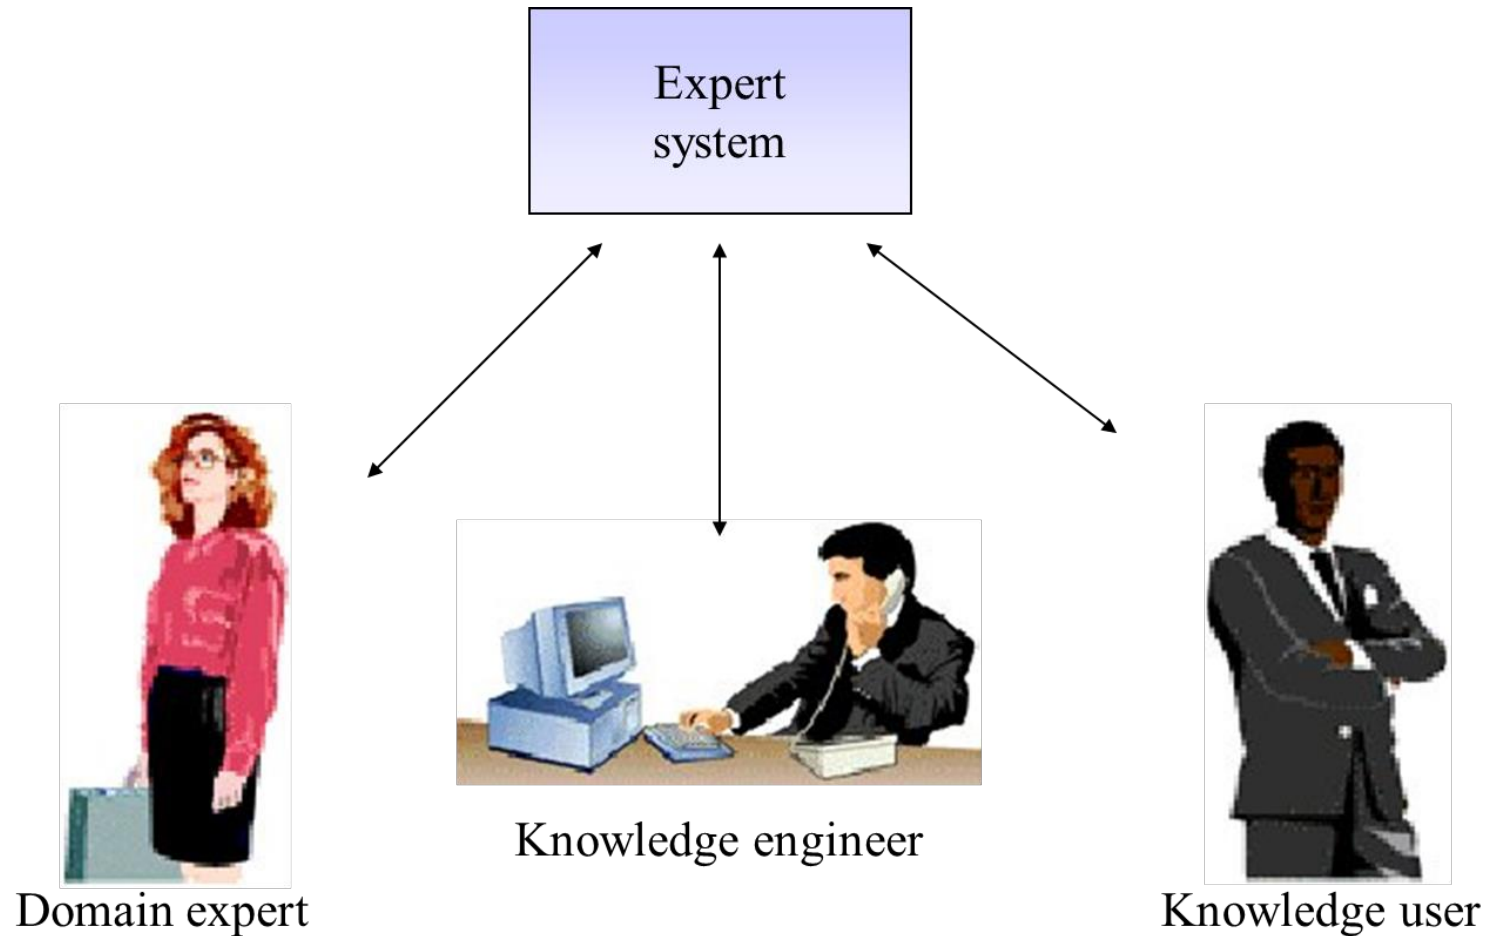 Expert
system
Knowledge engineer
Domain expert
Knowledge user